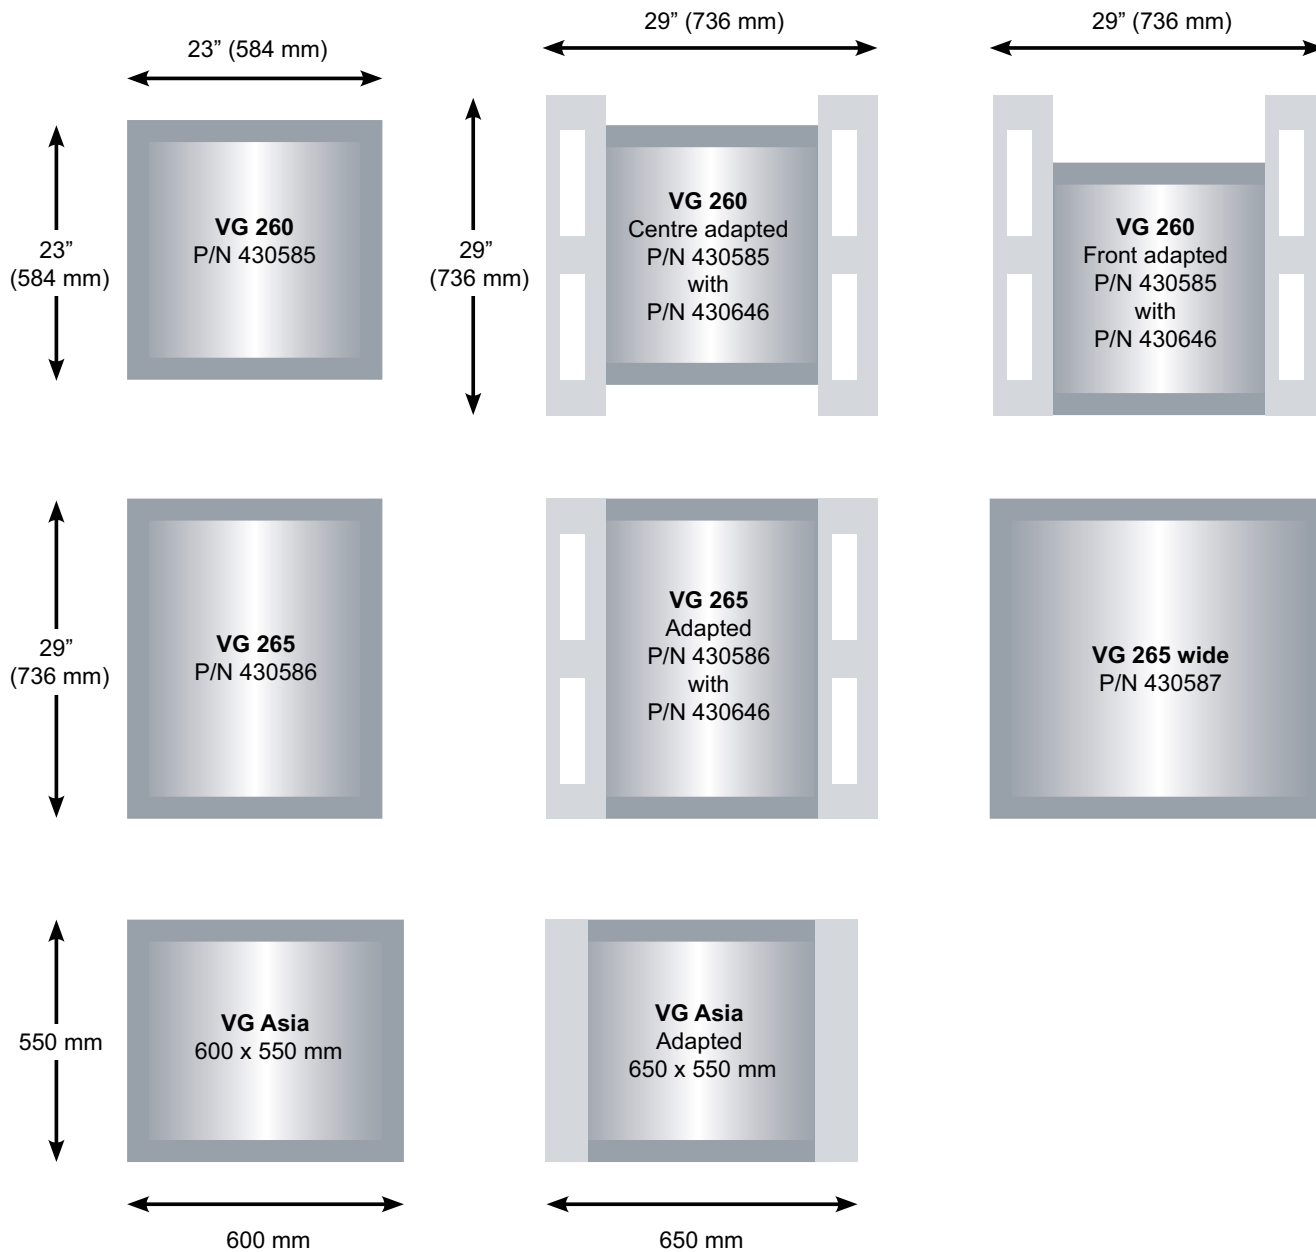 23” (584 mm)
29” (736 mm)
29” (736 mm)
23”
(584 mm)
VG 260
P/N 430585
29”
(736 mm)
VG 260
Centre adapted
P/N 430585
with
P/N 430646
VG 260
Front adapted
P/N 430585
with
P/N 430646
29”
(736 mm)
VG 265
P/N 430586
VG 265
Adapted
P/N 430586
with
P/N 430646
VG 265 wide
P/N 430587
550 mm
VG Asia
600 x 550 mm
VG Asia
Adapted
650 x 550 mm
600 mm
650 mm